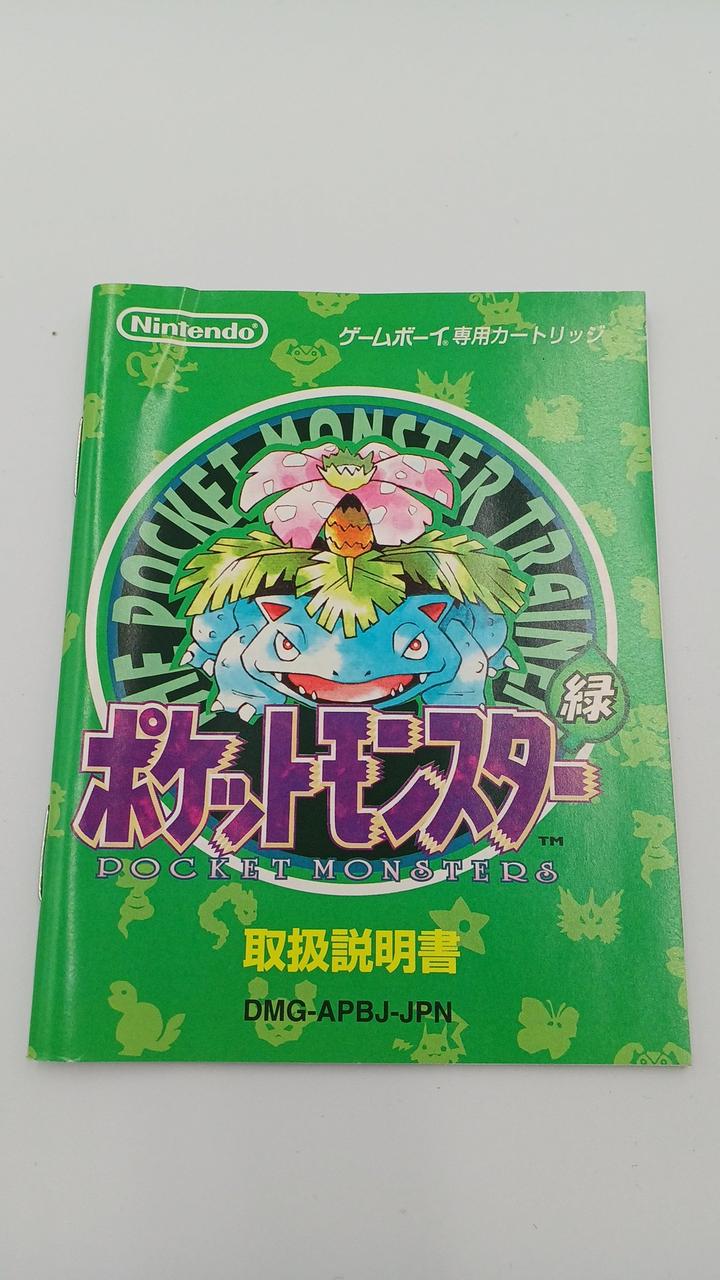 Nintendo®
ゲームボーイ®専用カートリッジ
THE POCKET MONSTER TRAINER
緑
ポケットモンスター
TM
POCKET MONSTERS
取扱説明書
DMG-APBJ-JPN